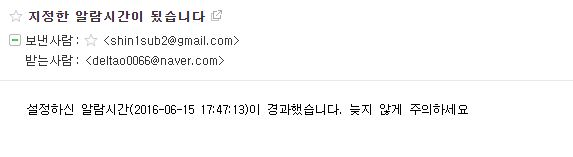 지정한 알람시간이 됬습니다
보낸사람 : <shin1sub2@gmail.com>
받는사람 : <deltao0066@naver.com>
설정하신 알람시간(2016-06-15 17:47:13)이 경과했습니다. 늦지 않게 주의하세요